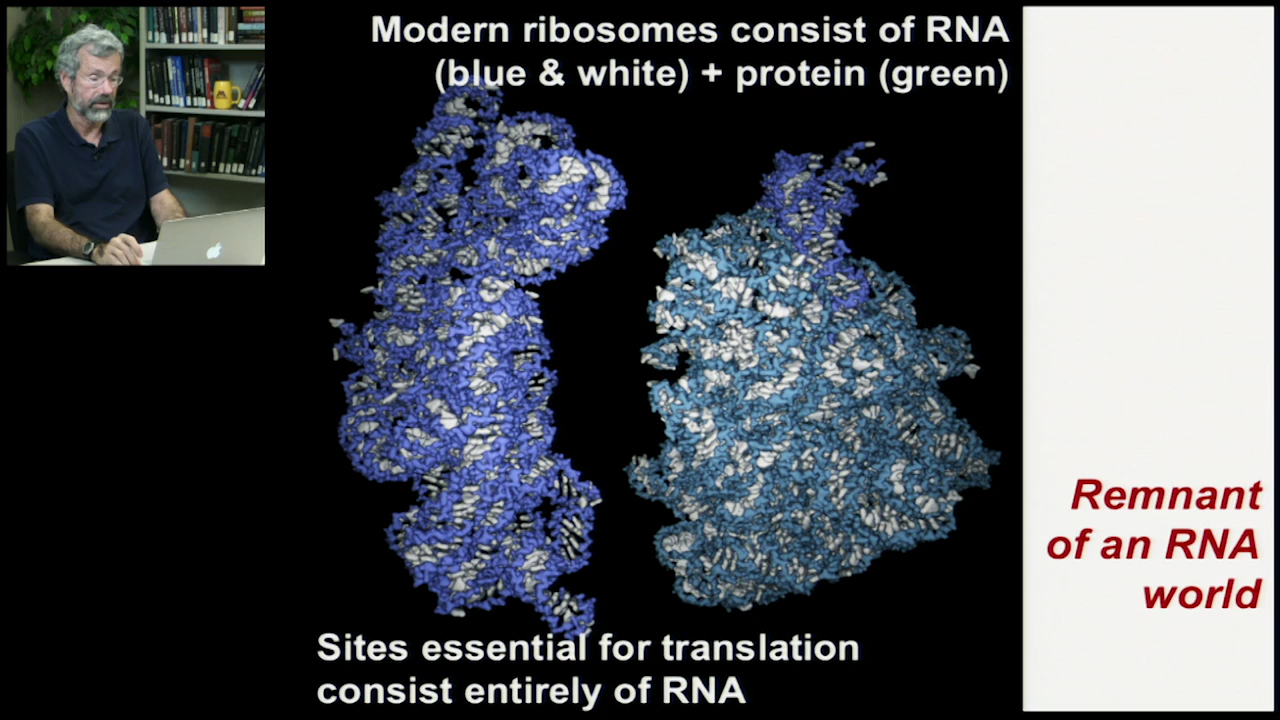 Modern ribosomes consist of RNA
(blue & white) + protein (green)
Sites essential for translation
consist entirely of RNA
Remnant
of an RNA
world